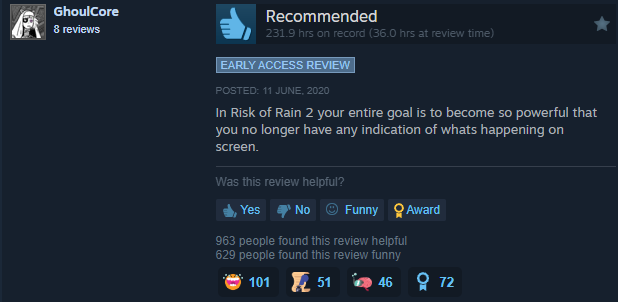 GhoulCore
8 reviews
Recommended
231.9 hrs on record (36.0 hrs at review time)
EARLY ACCESS REVIEW
POSTED: 11 JUNE, 2020
In Risk of Rain 2 your entire goal is to become so powerful that
you no longer have any indication of whats happening on
screen.
Was this review helpful?
Yes No Funny Award
963 people found this review helpful
629 people found this review funny
101 51 46 72